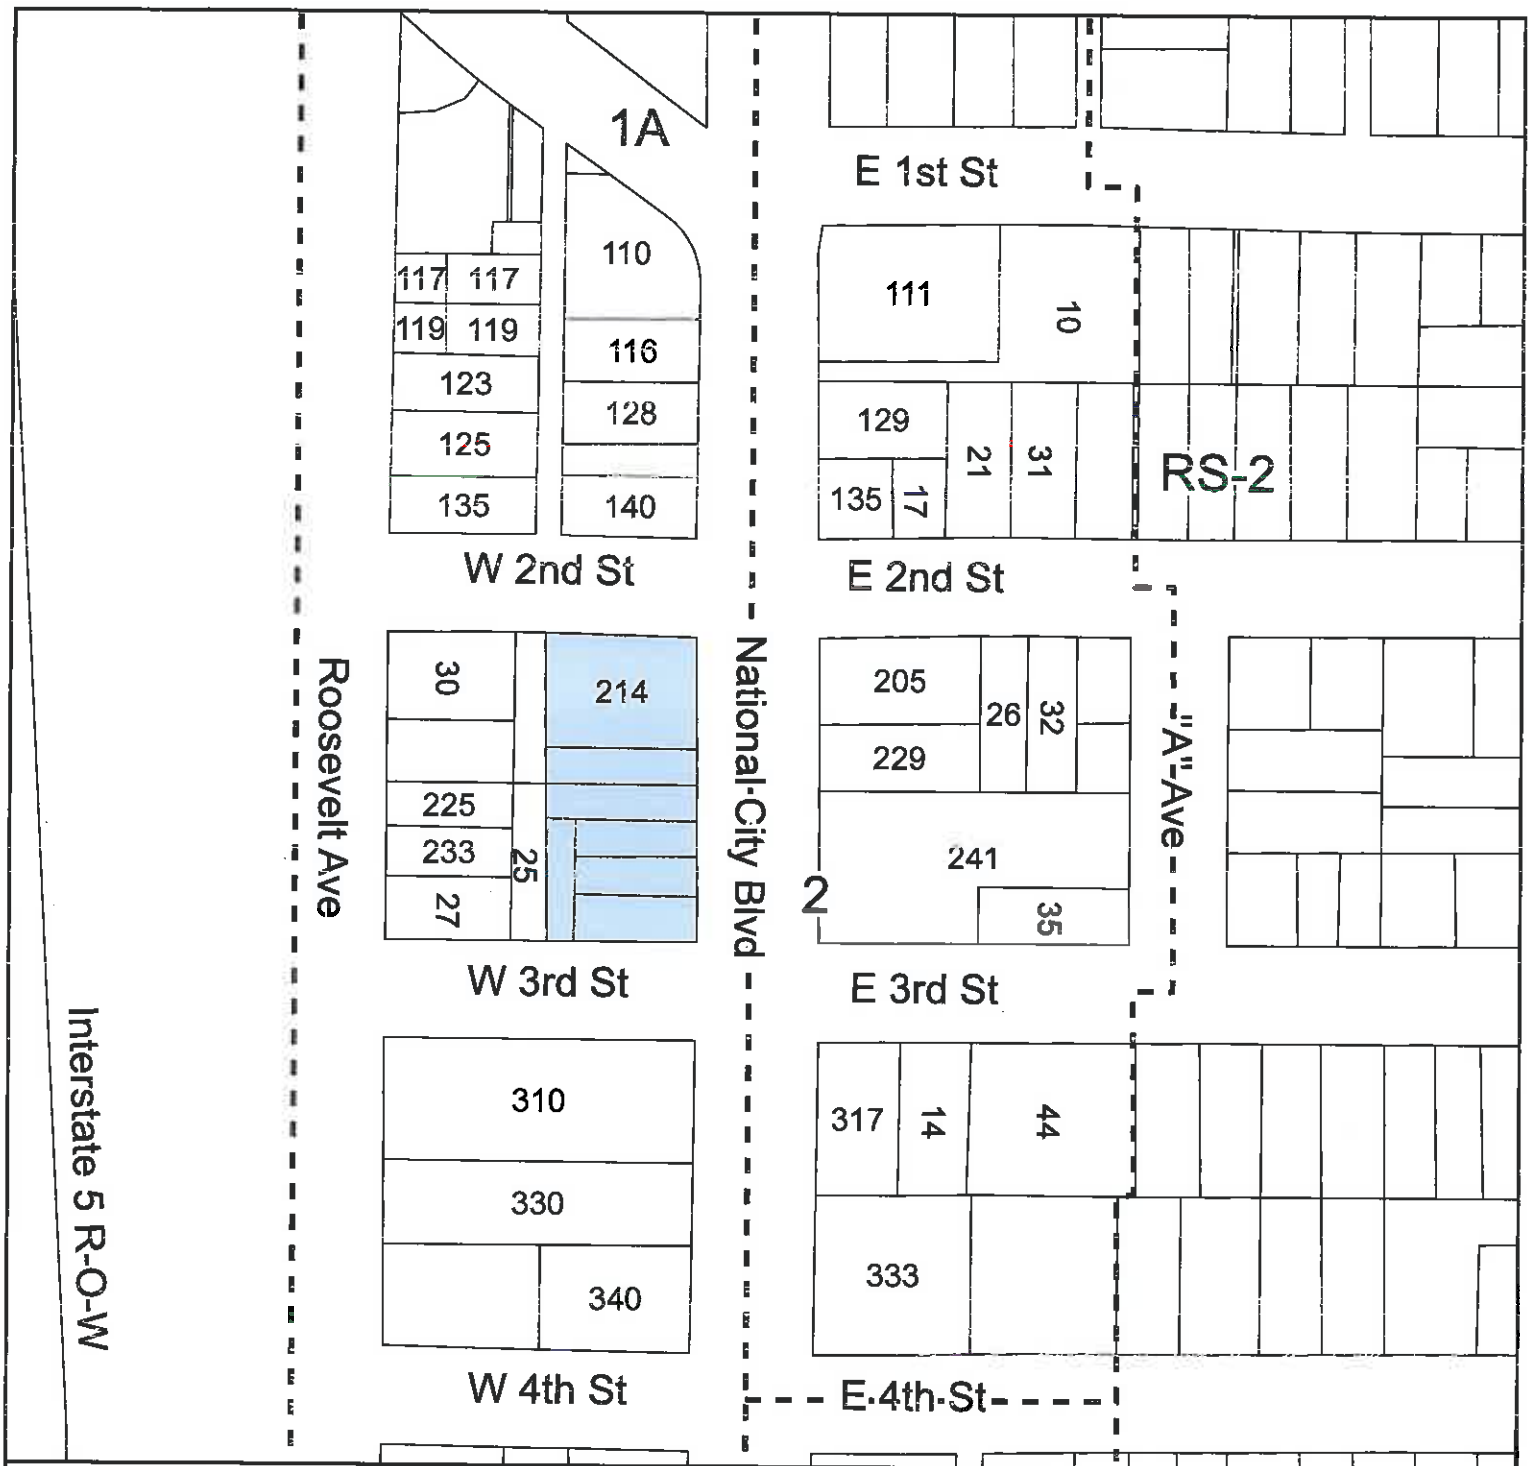 1A
E 1st St
110
117
117
111
10
119
119
116
123
128
129
125
21
31
RS-2
135
140
135
17
W 2nd St
E 2nd St
30
214
205
26
32
229
Roosevelt Ave
National City Blvd
"A" Ave
225
233
25
241
27
2
35
W 3rd St
E 3rd St
Interstate 5 R-O-W
310
317
14
44
330
333
340
W 4th St
E 4th St